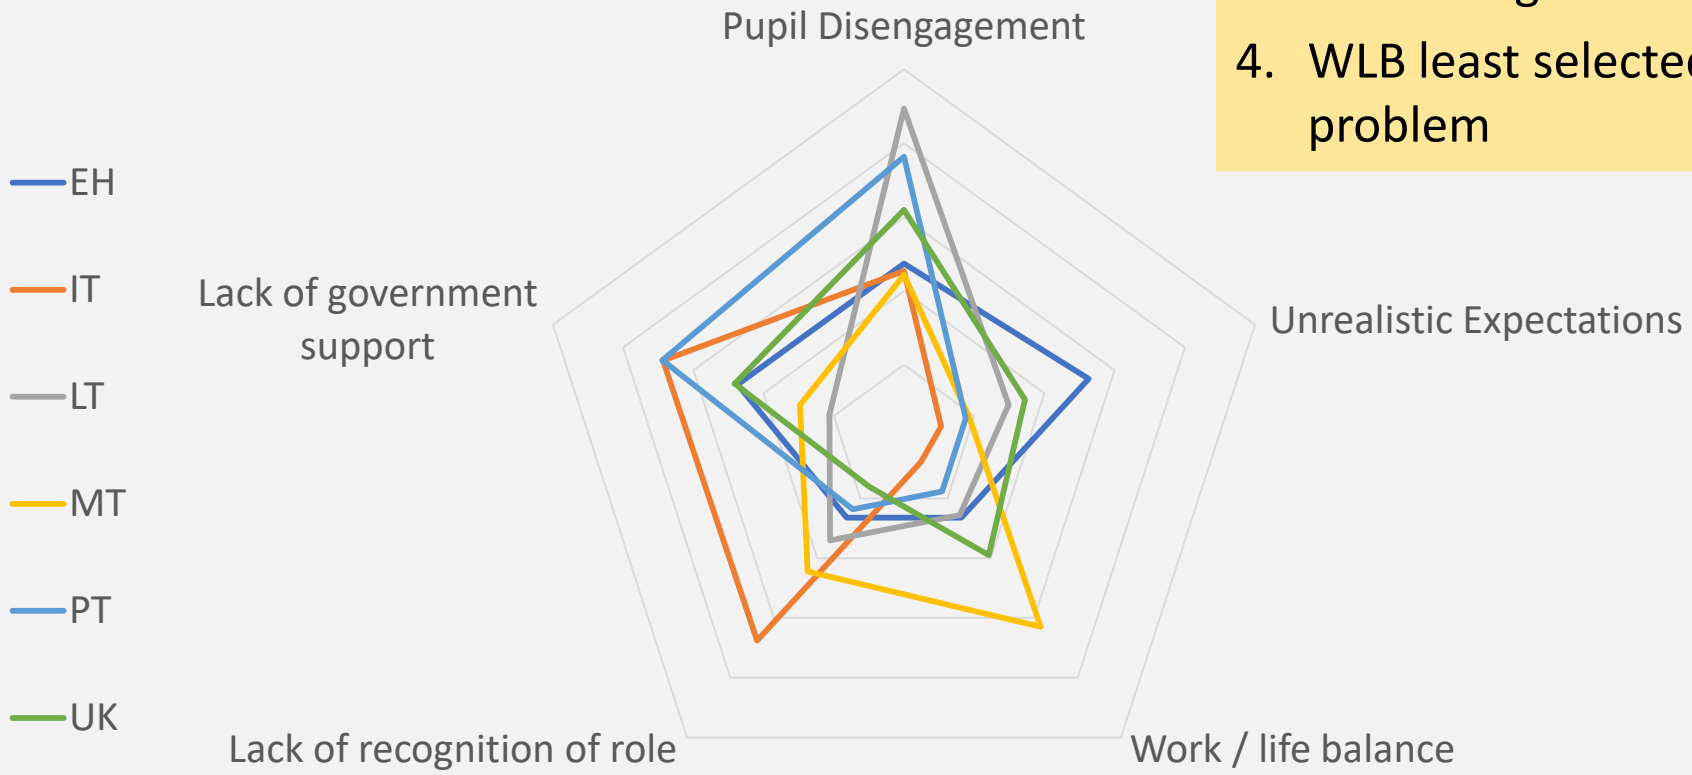 4. WLB least selected
problem
Pupil Disengagement
EH
IT
LT
MT
PT
UK
Lack of government
support
Unrealistic Expectations
Lack of recognition of role
Work / life balance